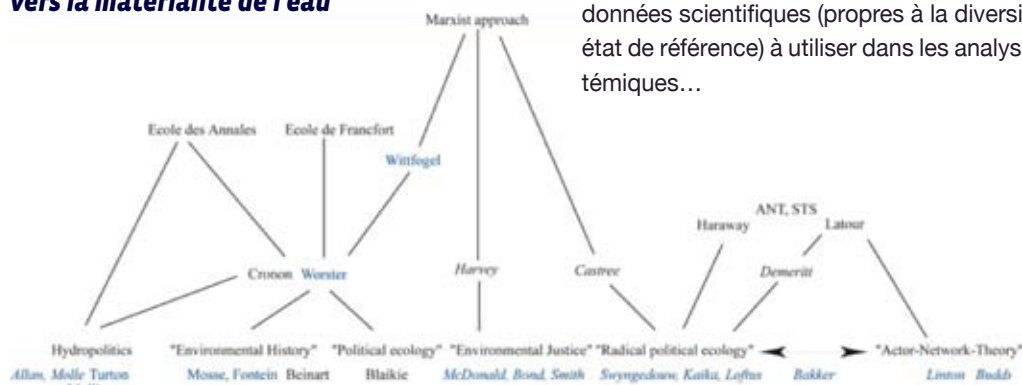 vers la matérialité de l'eau
données scientifiques (propres à la diversi
état de référence) à utiliser dans les analys
témiques…
Marxist approach
Ecole des Annales Ecole de Francfort
Wittfogel
ANT, STS
Haraway Latour
Cronon Worster Harvey Castree Demeritt
Hydropolitics "Environmental History" "Political ecology" "Environmental Justice" "Radical political ecology" "Actor-Network-Theory"
Allan, Molle Turton Mosse, Fontein Beinart Blaikie McDonald, Bond, Smith Swyngedouw, Kaika, Loftus Bakker Linton Budds